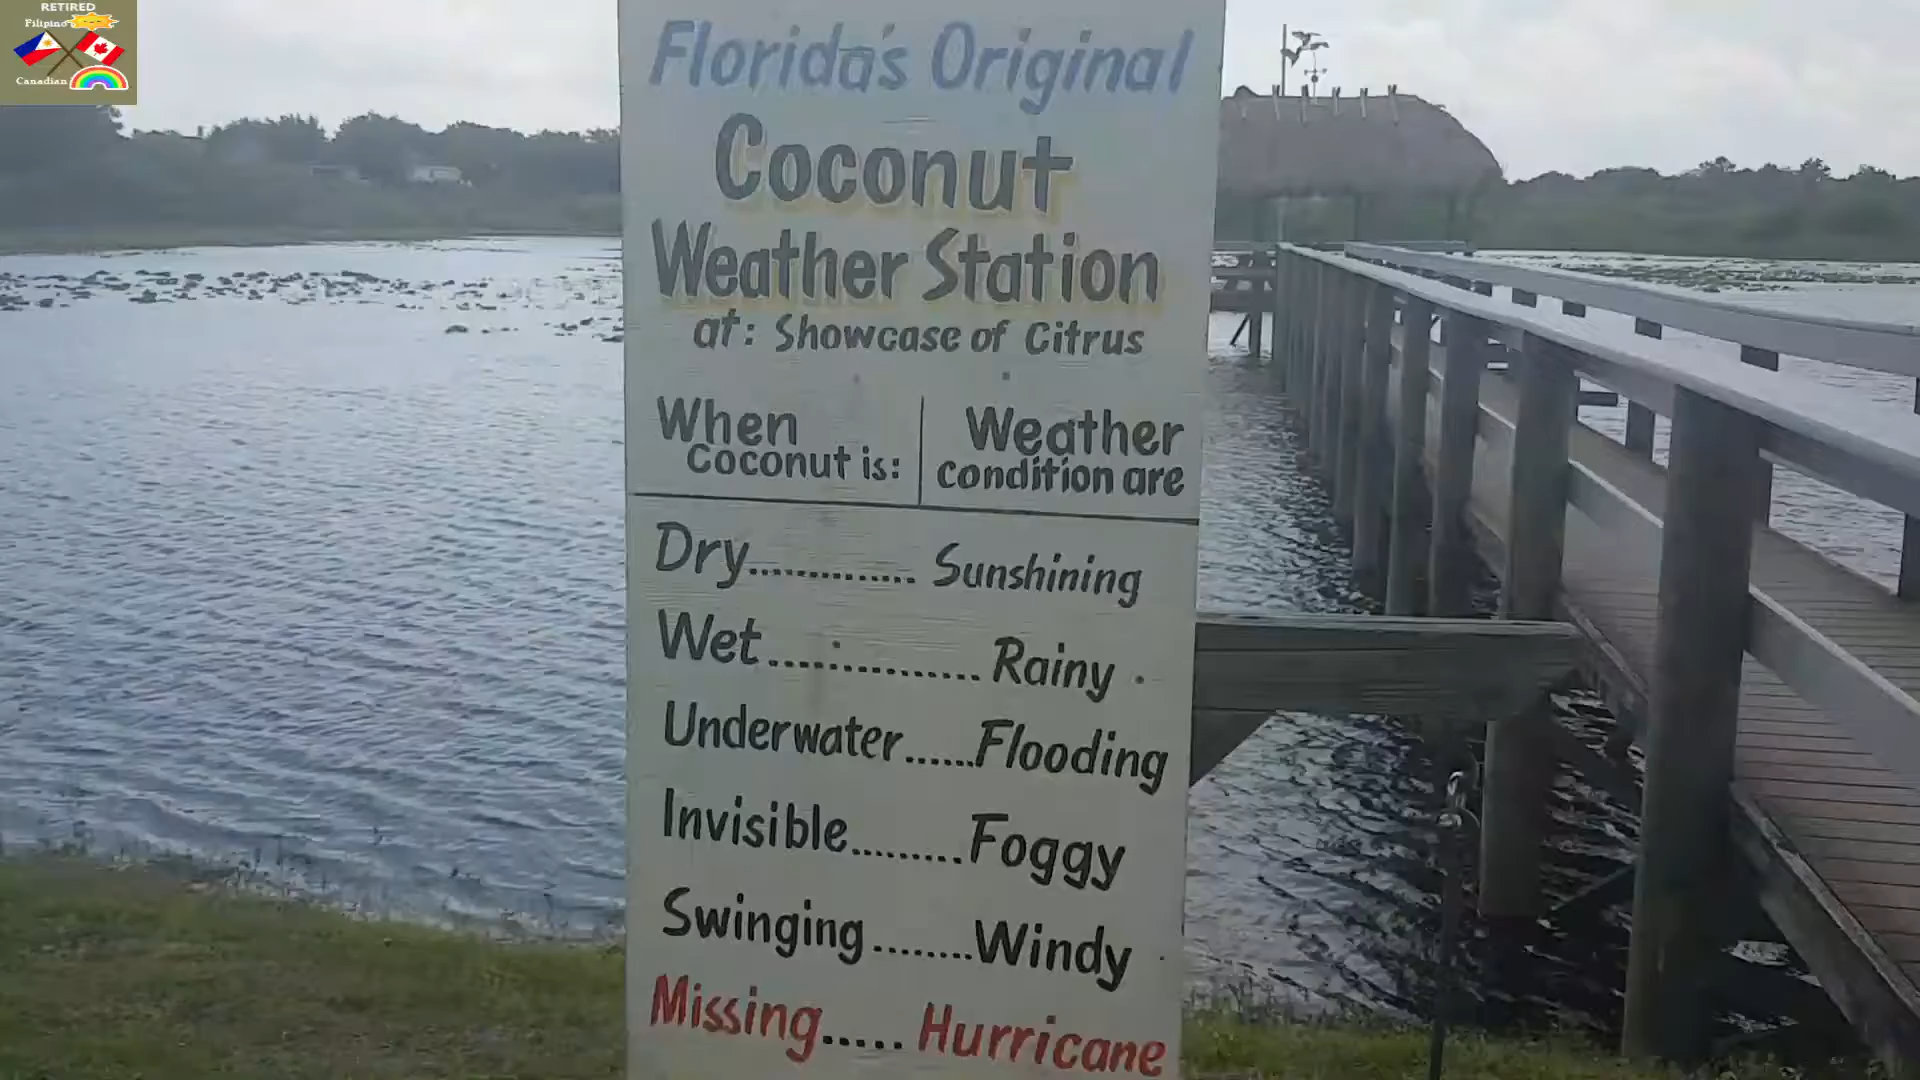 RETIRED
Filipino
Canadian
Florida's Original
Coconut
Weather Station
at: Showcase of Citrus
When
Coconut is:
Weather
condition are
Dry.............. Sunshining
Wet............... Rainy
Underwater......Flooding
Invisible.........Foggy
Swinging........Windy
Missing..... Hurricane